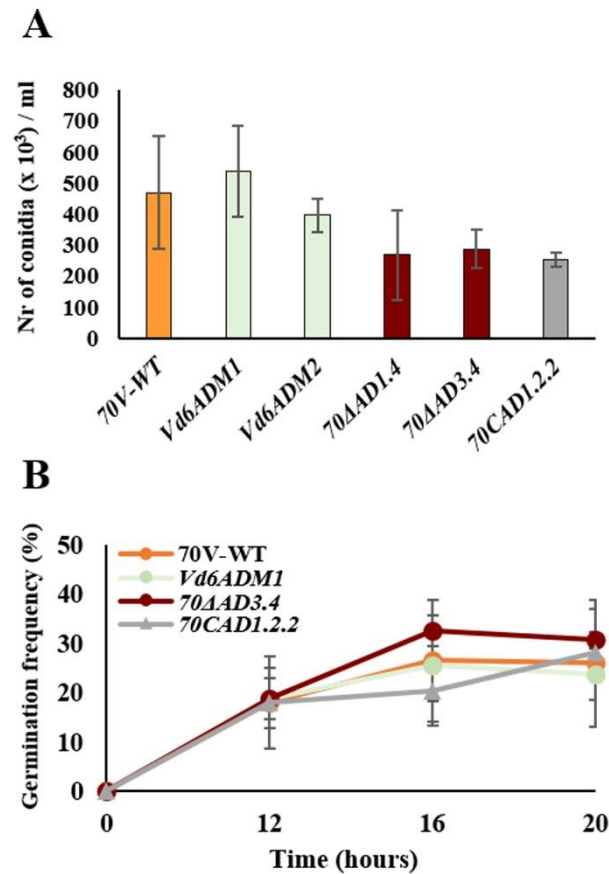 A
Nr of conidia (x 10³) / ml
800
700
600
500
400
300
200
100
0
70V-WT
Vd6ADM1
Vd6ADM2
70ΔAD1.4
70ΔAD3.4
70CAD1.2.2
B
Germination frequency (%)
50
40
30
20
10
0
70V-WT
Vd6ADM1
70ΔAD3.4
70CAD1.2.2
0 12 16 20
Time (hours)